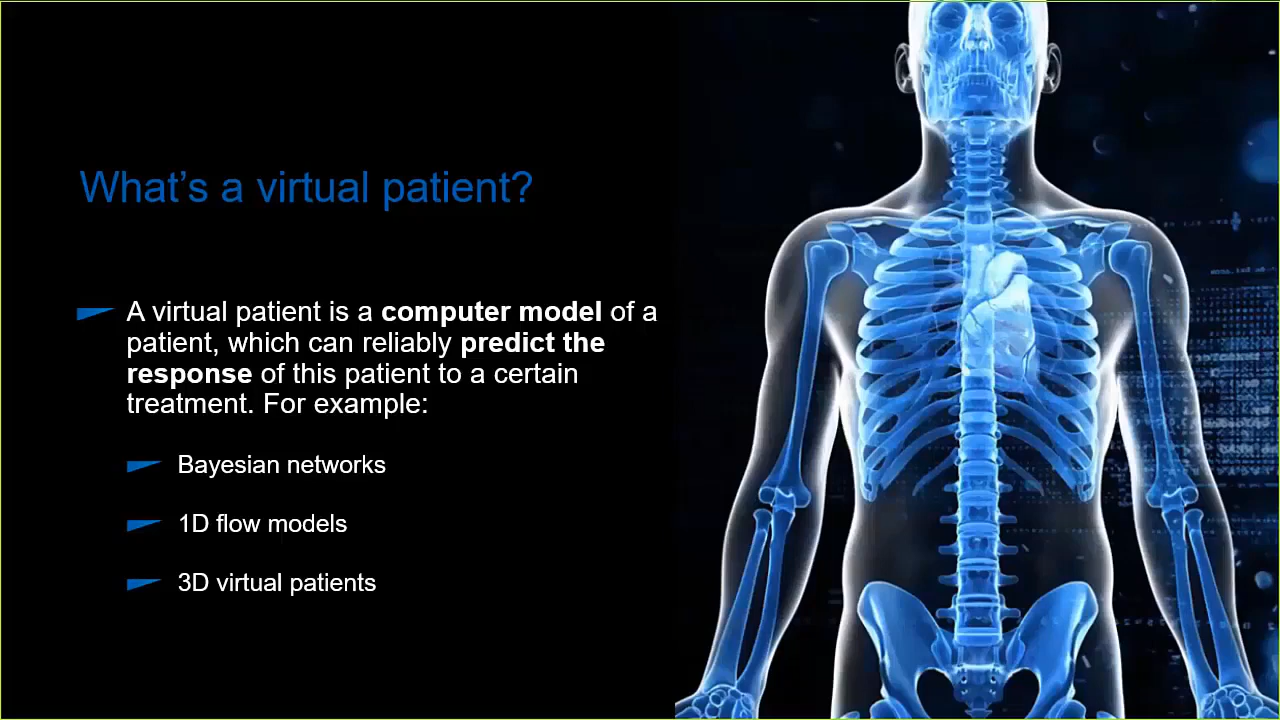 What’s a virtual patient?
A virtual patient is a computer model of a
patient, which can reliably predict the
response of this patient to a certain
treatment. For example:
Bayesian networks
1D flow models
3D virtual patients